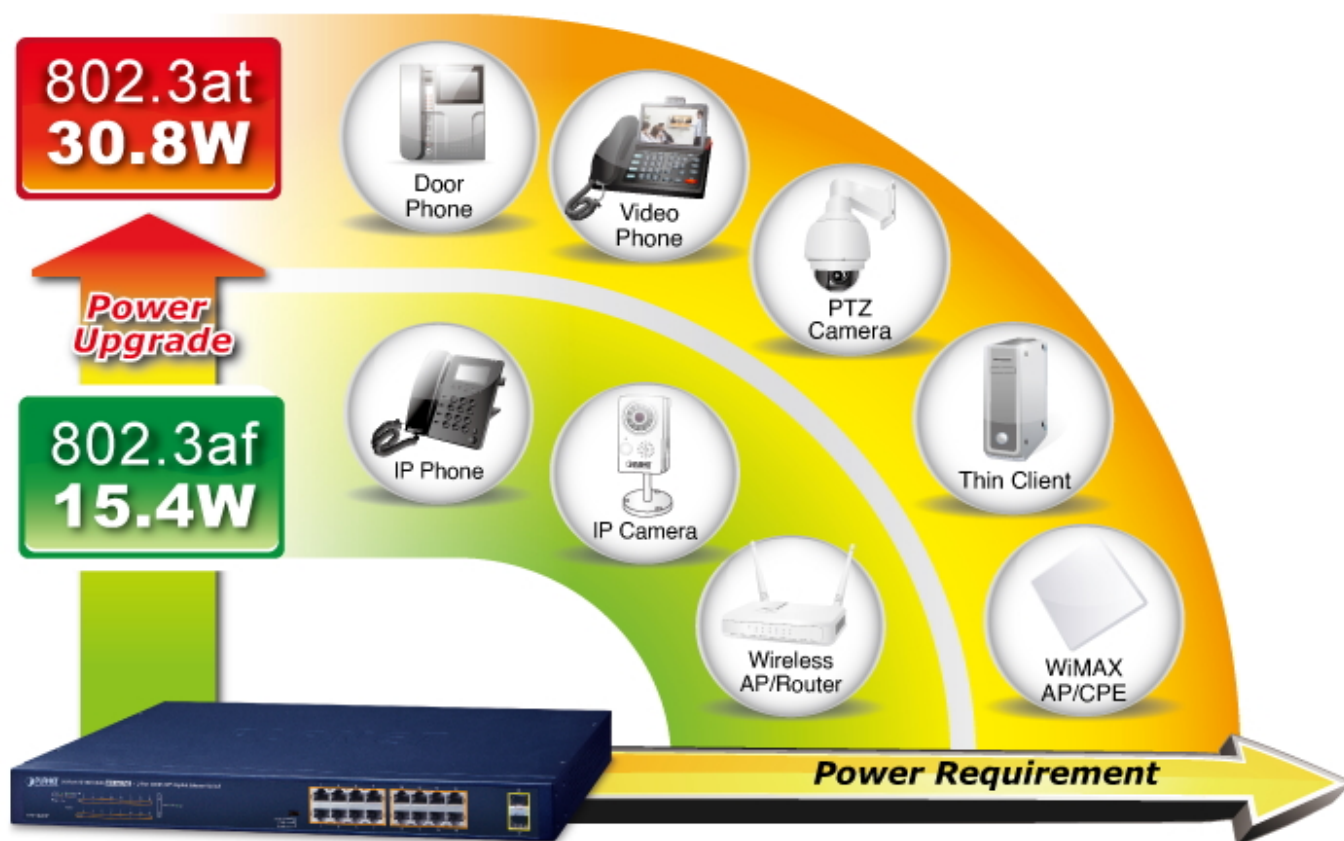 802.3at
30.8W
Power
Upgrade
802.3af
15.4W
Door
Phone
Video
Phone
PTZ
Camera
Thin Client
WiMAX
AP/CPE
IP Phone
IP Camera
Wireless
AP/Router
PLANET
Power Requirement